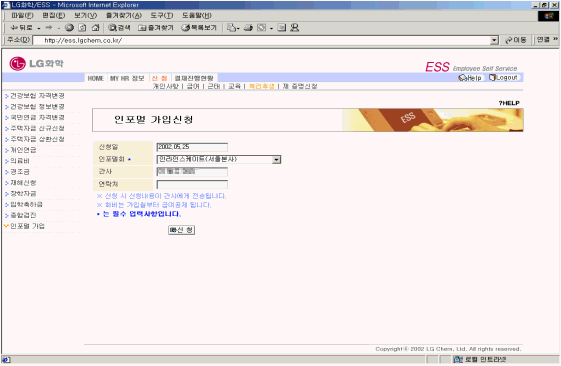 LG화학/ESS - Microsoft Internet Explorer
파일(F) 편집(E) 보기(V) 즐겨찾기(A) 도구(T) 도움말(H)
뒤로 검색 즐겨찾기 목록보기
주소(D) http://ess.lgchem.co.kr/ 이동 연결 »
LG화학
ESS Employee Self Service
HOME MY HR 정보 신 청 결재진행현황 Help Logout
개인사항 | 급여 | 근태 | 교육 | 복리후생 | 제 증명신청
건강보험 자격변경
건강보험 정보변경
국민연금 자격변경
주택자금 신규신청
주택자금 상환신청
개인연금
의료비
경조금
재해신청
장학자금
입학축하금
종합검진
인포멀 가입
?HELP
인포멀 가입신청
ESS
신청일 2002.05.25
인포멀회 * 인라인스케이트(서울본사)
간사
연락처
※ 신청 시 신청내용이 간사에게 전송됩니다.
※ 회비는 가입월부터 급여공제 됩니다.
* 는 필수 입력사항입니다.
신 청
Copyright© 2002 LG Chem, Ltd. All rights reserved.
로컬 인트라넷